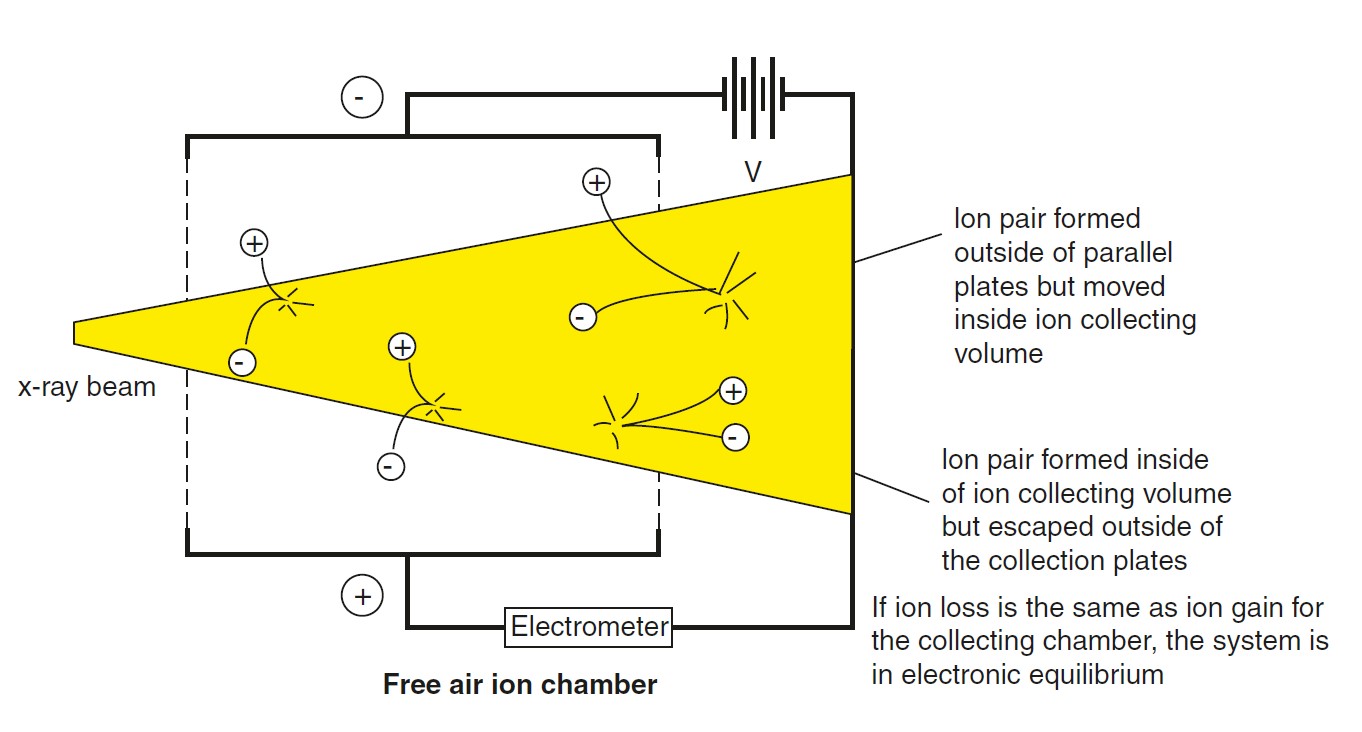 -
V
+
+
+
-
-
x-ray beam
+
-
-
+
-
+
Electrometer
Free air ion chamber
Ion pair formed
outside of parallel
plates but moved
inside ion collecting
volume
Ion pair formed inside
of ion collecting volume
but escaped outside of
the collection plates
If ion loss is the same as ion gain for
the collecting chamber, the system is
in electronic equilibrium